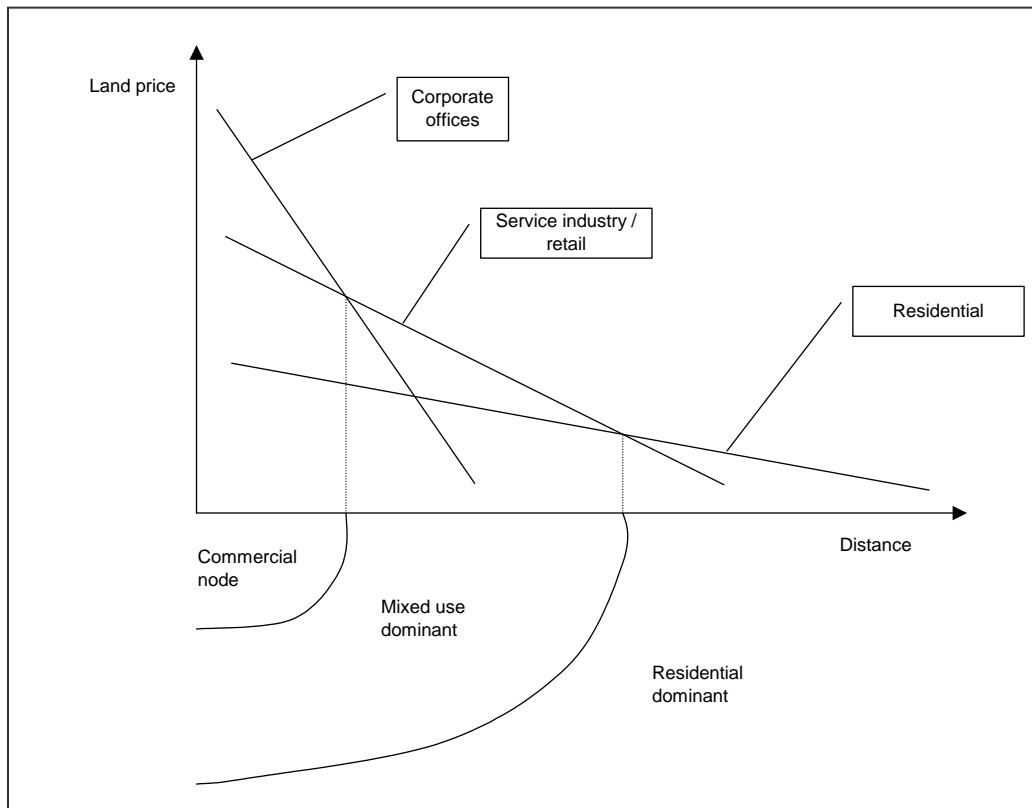 Land price
Corporate
offices
Service industry /
retail
Residential
Distance
Commercial
node
Mixed use
dominant
Residential
dominant